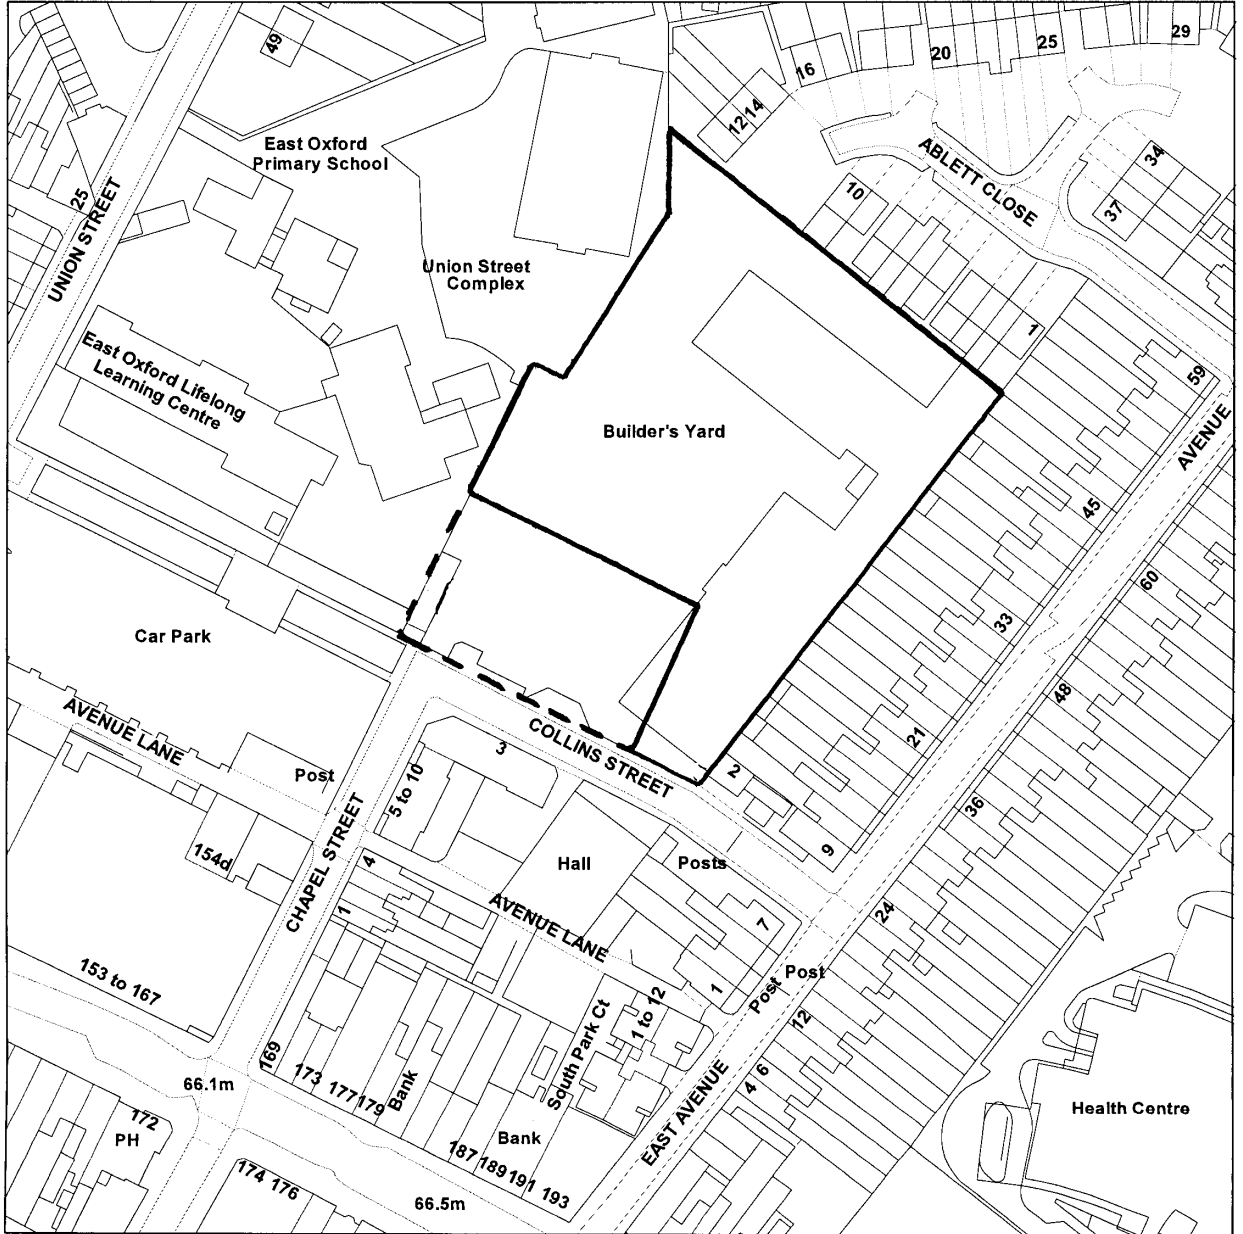 49
16
20
25
29
12 14
East Oxford
Primary School
ABLETT CLOSE
34
37
10
25
UNION STREET
Union Street
Complex
1
59
East Oxford Lifelong
Learning Centre
Builder's Yard
AVENUE
45
60
33
Car Park
48
21
AVENUE LANE
COLLINS STREET
3
2
Post
5 to 10
36
9
154d
CHAPEL STREET
4
Hall
Posts
1
AVENUE LANE
7
24
153 to 167
Post
Post
1
12
1 to 12
South Park Ct
169
66.1m
173
177
179
Bank
4 6
EAST AVENUE
Health Centre
172
PH
Bank
187
189
191
193
174 176
66.5m